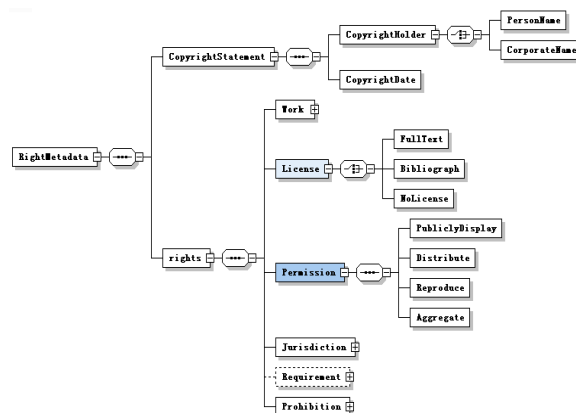 PersonName
CopyrightHolder
CorporateName
CopyrightStatement
CopyrightDate
Work
FullText
RightMetadata
License
Bibliograph
NoLicense
PubliclyDisplay
rights
Distribute
Permission
Reproduce
Aggregate
Jurisdiction
Requirement
Prohibition